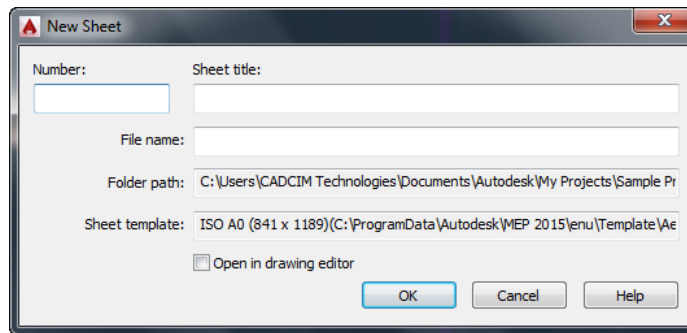 New Sheet
Number:
Sheet title:
File name:
Folder path: C:\Users\CADCIM Technologies\Documents\Autodesk\My Projects\Sample Pr
Sheet template: ISO A0 (841 x 1189)(C:\ProgramData\Autodesk\MEP 2015\enu\Template\Ae
Open in drawing editor
OK Cancel Help